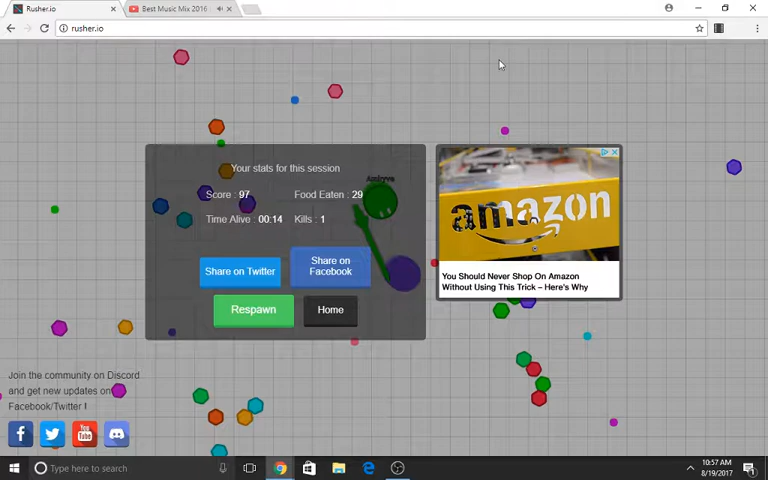 Rusher.io
Best Music Mix 2016
rusher.io
Your stats for this session
Score : 97
Food Eaten : 29
Time Alive : 00:14
Kills : 1
Share on Twitter
Share on
Facebook
Respawn
Home
amazon
You Should Never Shop On Amazon
Without Using This Trick – Here's Why
Join the community on Discord
and get new updates on
Facebook/Twitter !
You
Tube
Type here to search
10:57 AM
8/19/2017